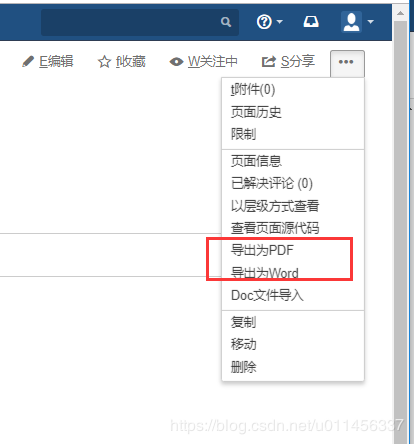 E编辑 f收藏 W关注中 S分享
t附件(0)
页面历史
限制
页面信息
已解决评论 (0)
以层级方式查看
查看页面源代码
导出为PDF
导出为Word
Doc文件导入
复制
移动
删除
https://blog.csdn.net/u011456337